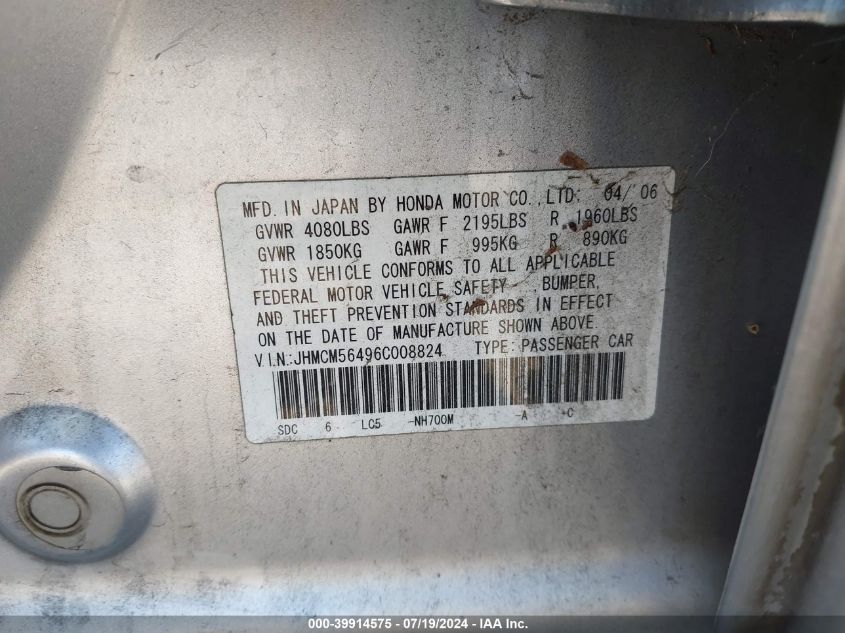 MFD. IN JAPAN BY HONDA MOTOR CO.,LTD: 04/ 06
GVWR 4080LBS GAWR F 2195LBS R 1960LBS
GVWR 1850KG GAWR F 995KG R 890KG
THIS VEHICLE CONFORMS TO ALL APPLICABLE
FEDERAL MOTOR VEHICLE SAFETY , BUMPER,
AND THEFT PREVENTION STANDARDS IN EFFECT
ON THE DATE OF MANUFACTURE SHOWN ABOVE.
V.I.N.:JHMCM56496C008824 TYPE: PASSENGER CAR
SDC 6 LC5 -NH700M -A -C
000-39914575 - 07/19/2024 - IAA Inc.